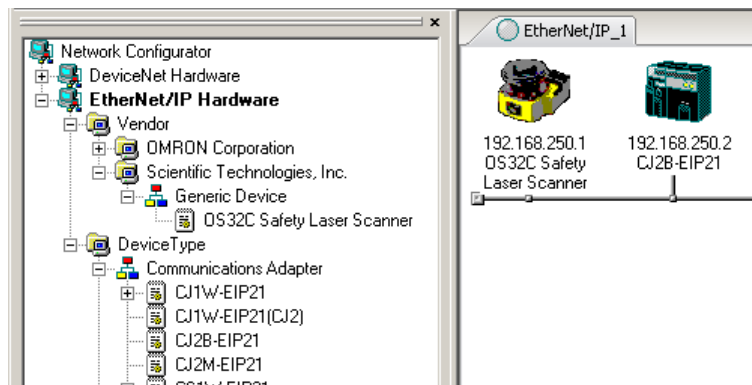 Network Configurator
DeviceNet Hardware
EtherNet/IP Hardware
Vendor
OMRON Corporation
Scientific Technologies, Inc.
Generic Device
OS32C Safety Laser Scanner
DeviceType
Communications Adapter
CJ1W-EIP21
CJ1W-EIP21(CJ2)
CJ2B-EIP21
CJ2M-EIP21
EtherNet/IP_1
192.168.250.1
OS32C Safety
Laser Scanner
192.168.250.2
CJ2B-EIP21